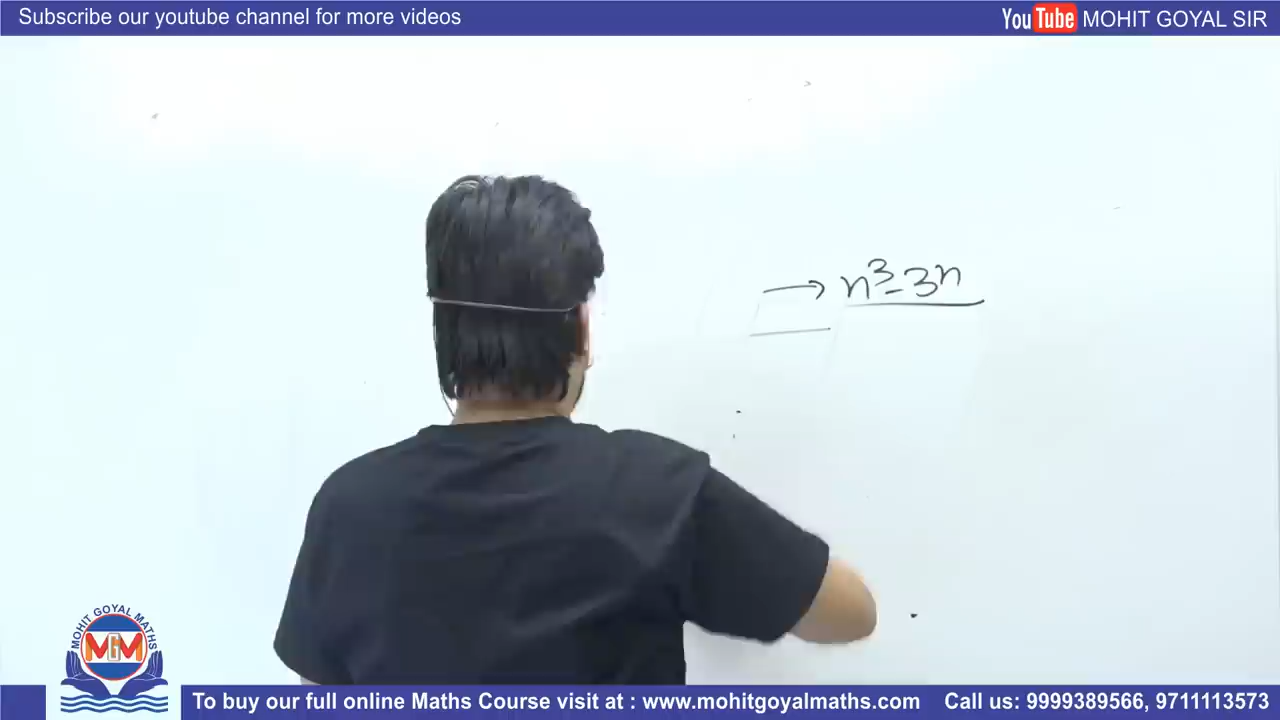 Subscribe our youtube channel for more videos
YouTube MOHIT GOYAL SIR
→ n³-3ⁿ
MOHIT GOYAL MATHS
MGM
To buy our full online Maths Course visit at : www.mohitgoyalmaths.com Call us: 9999389566, 9711113573